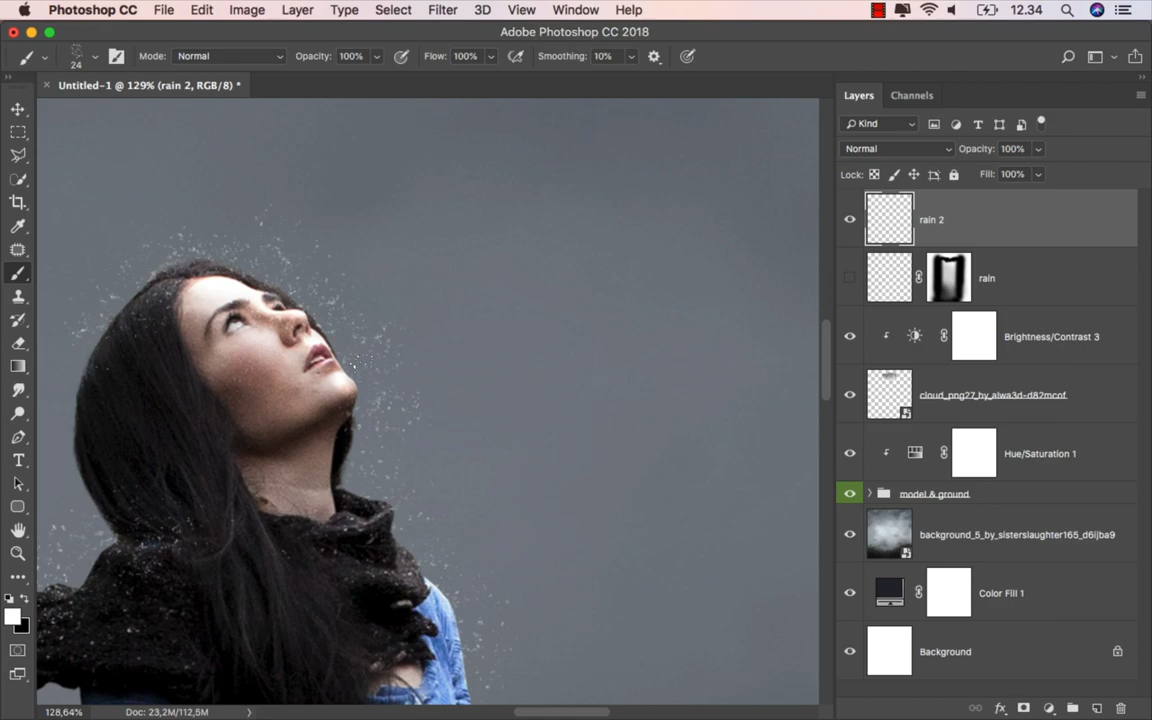 Photoshop CC File Edit Image Layer Type Select Filter 3D View Window Help 12.34
Adobe Photoshop CC 2018
24 Mode: Normal Opacity: 100% Flow: 100% Smoothing: 10%
Untitled-1 @ 129% (rain 2, RGB/8) *
Layers Channels
Kind
Normal Opacity: 100%
Lock: Fill: 100%
rain 2
rain
Brightness/Contrast 3
cloud_png27_by_alwa3d-d82mcof
Hue/Saturation 1
model & ground
background_5_by_sisterslaughter165_d6ijba9
Color Fill 1
Background
128,64% Doc: 23,2M/112,5M